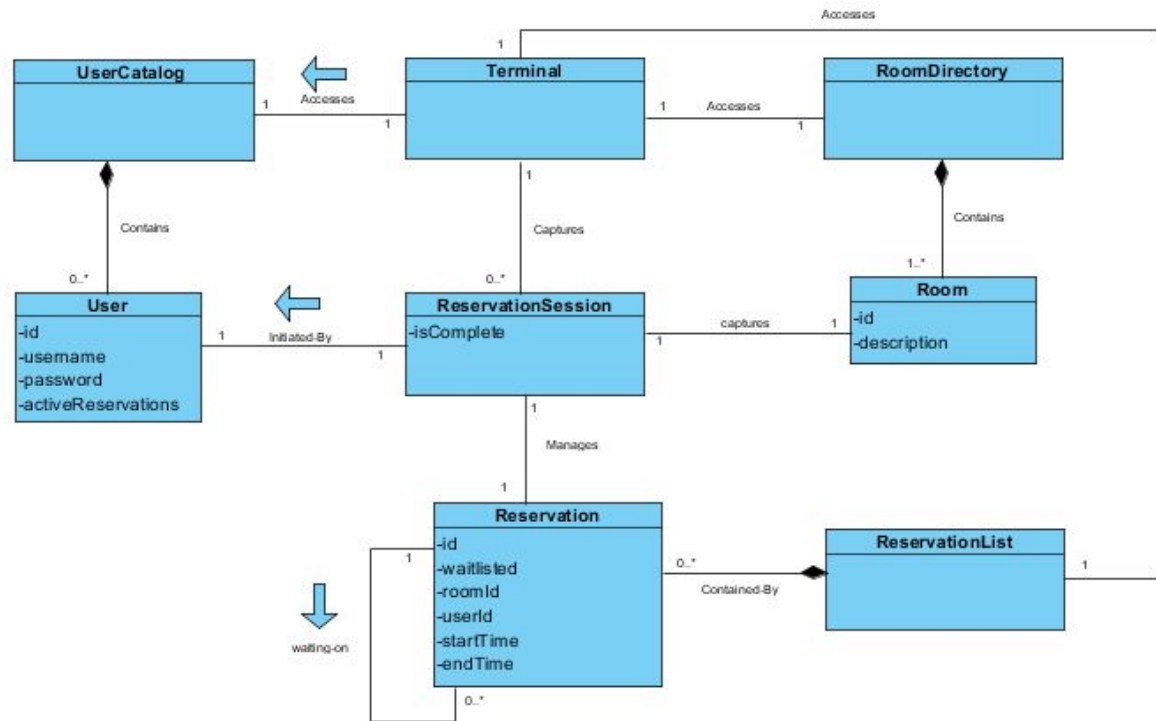 Accesses
1
UserCatalog
Terminal
RoomDirectory
Accesses
1
1
Accesses
1
1
1
Contains
Captures
Contains
0..*
0..*
1..*
User
-id
-username
-password
-activeReservations
ReservationSession
-isComplete
Room
-id
-description
1
Initiated-By
1
captures
1
1
1
Manages
1
Reservation
-id
-waitlisted
-roomId
-userId
-startTime
-endTime
ReservationList
1
waiting-on
0..*
0..*
Contained-By
1